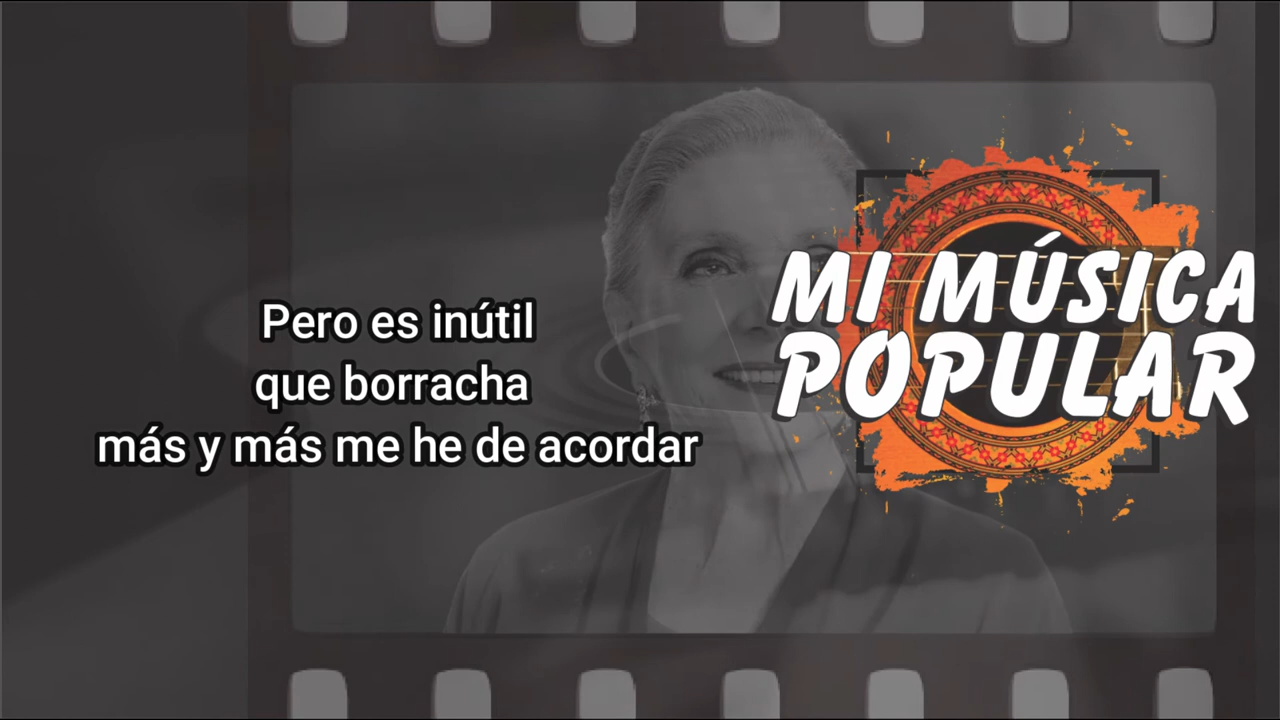 Pero es inútil
que borracha
más y más me he de acordar
MI MÚSICA
POPULAR